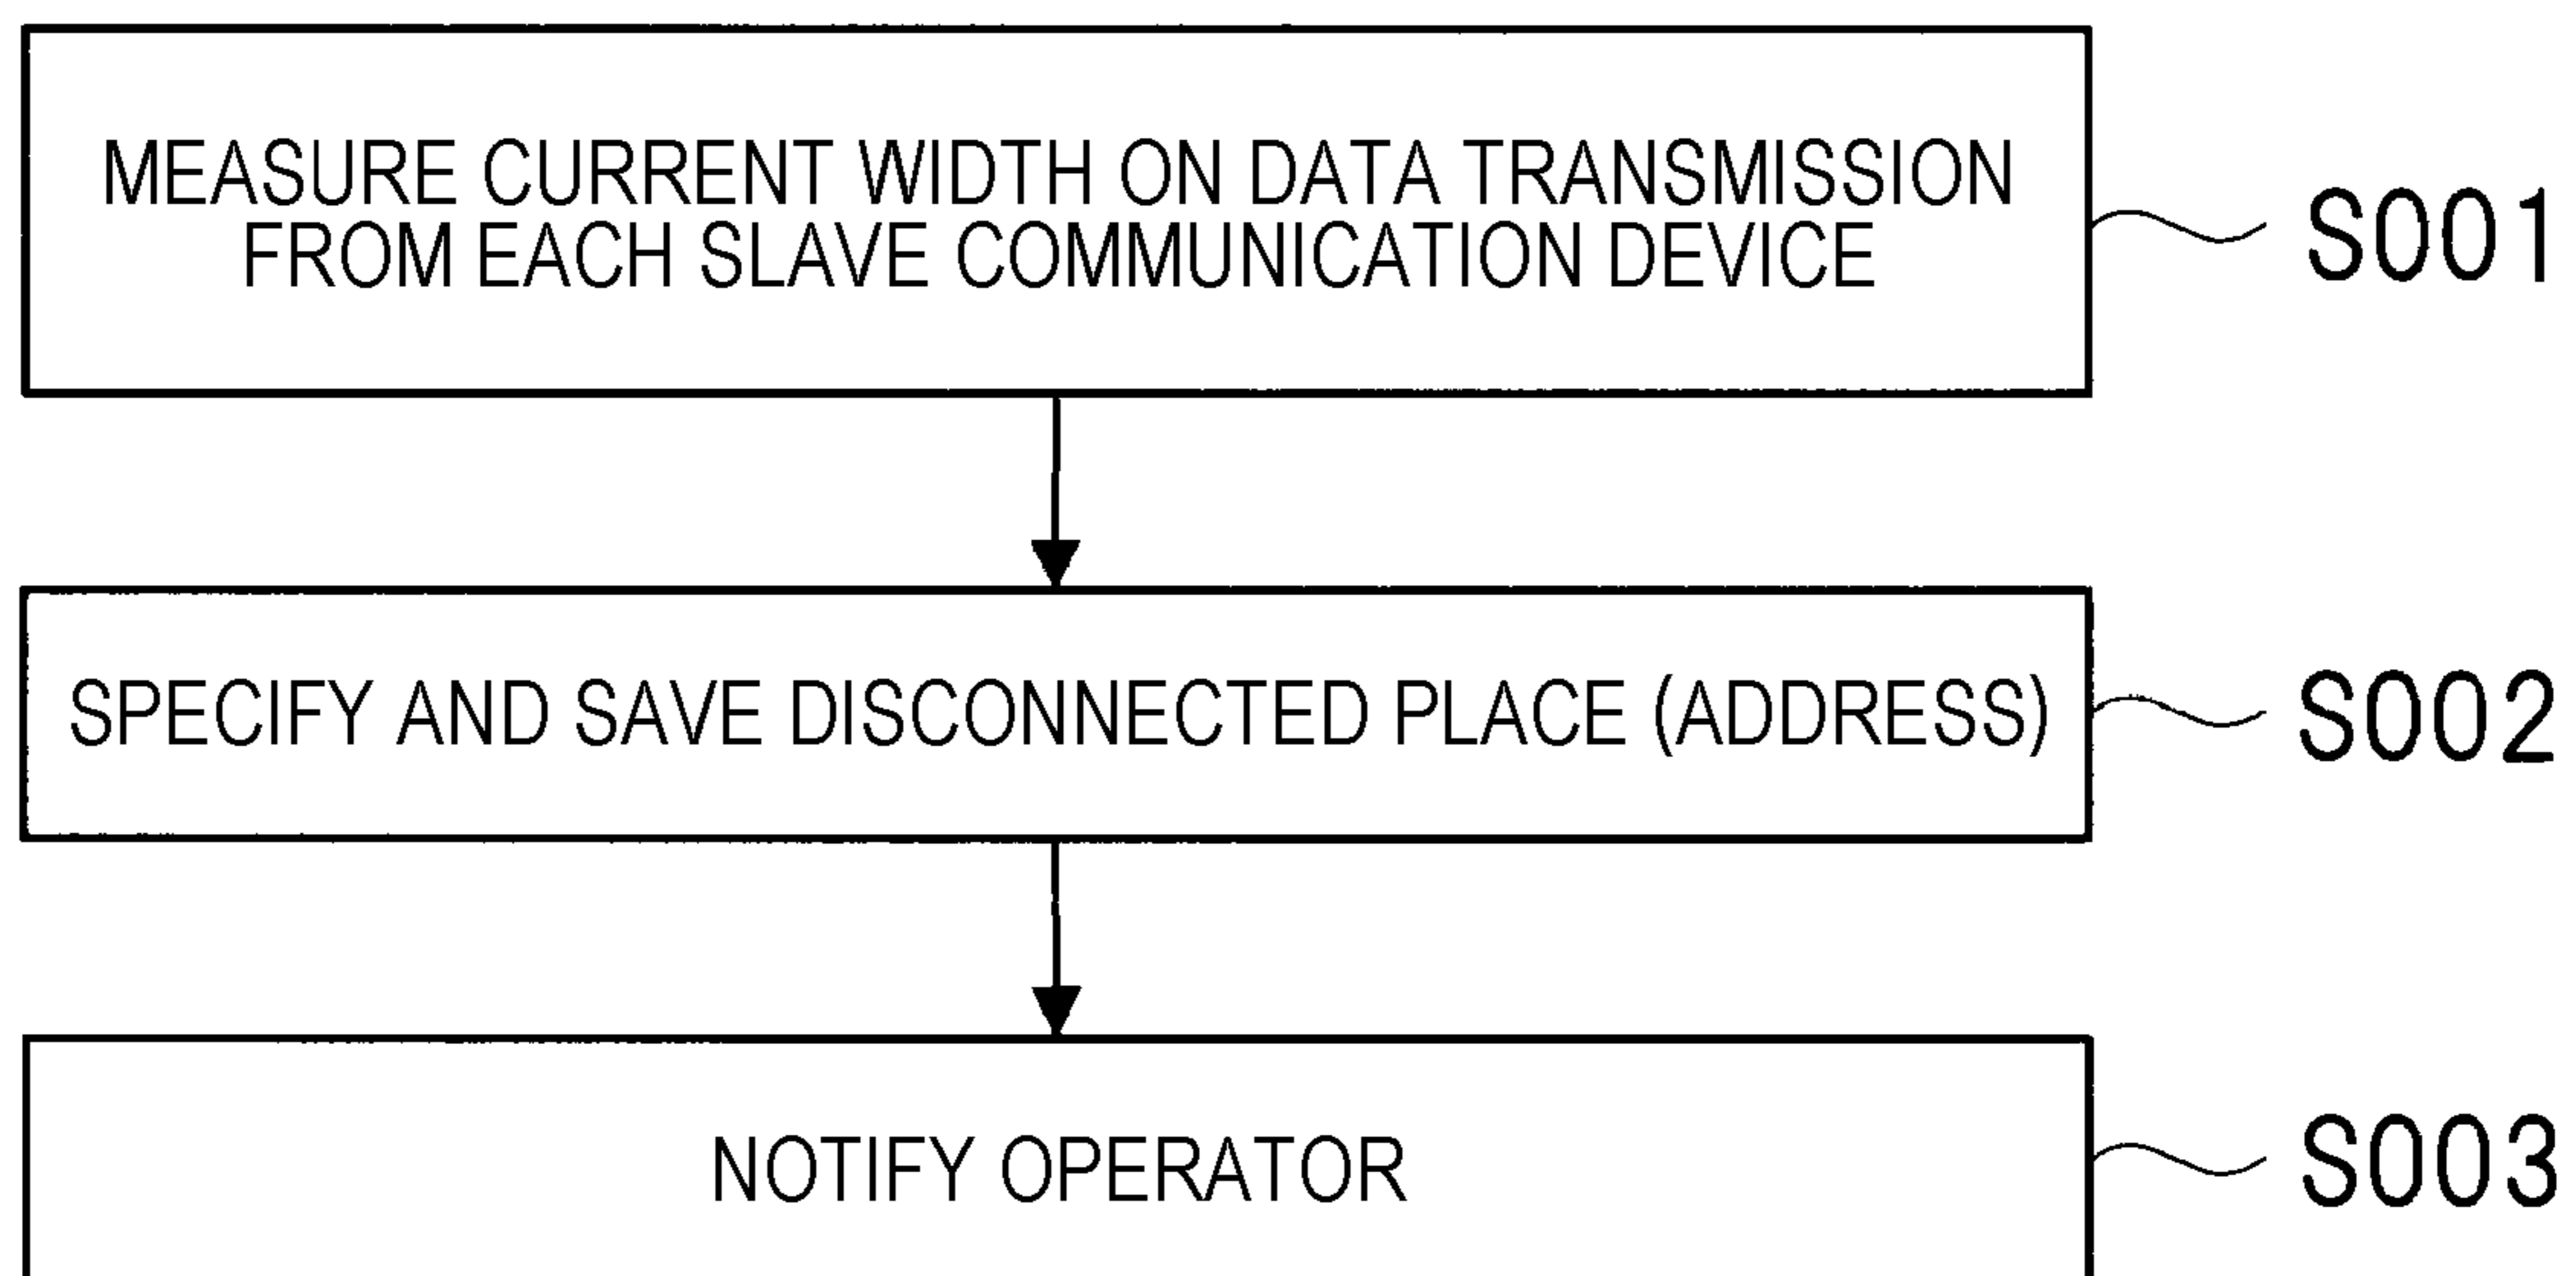 MEASURE CURRENT WIDTH ON DATA TRANSMISSION
FROM EACH SLAVE COMMUNICATION DEVICE
S001
SPECIFY AND SAVE DISCONNECTED PLACE (ADDRESS)
S002
NOTIFY OPERATOR
S003